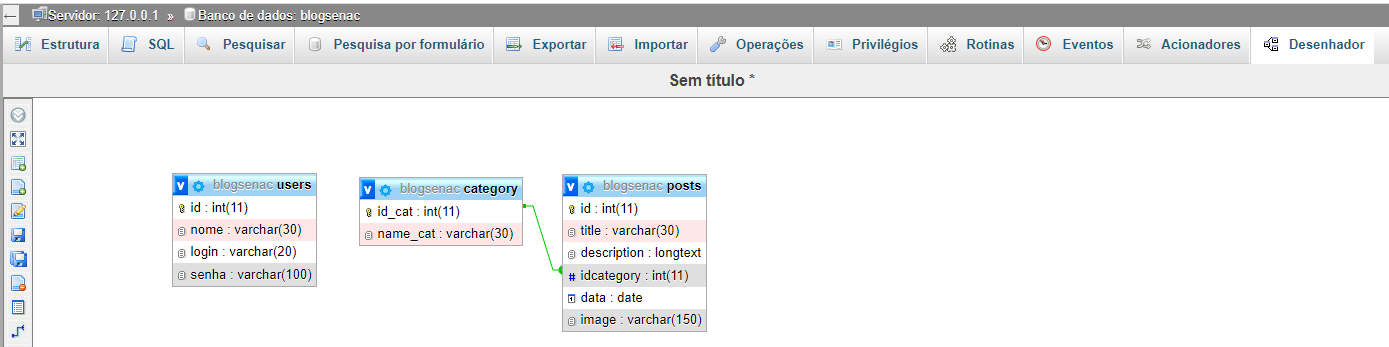 ← Servidor: 127.0.0.1 » Banco de dados: blogsenac
Estrutura SQL Pesquisar Pesquisa por formulário Exportar Importar Operações Privilégios Rotinas Eventos Acionadores Desenhador
Sem título *
v blogsenac users
id : int(11)
nome : varchar(30)
login : varchar(20)
senha : varchar(100)
v blogsenac category
id_cat : int(11)
name_cat : varchar(30)
v blogsenac posts
id : int(11)
title : varchar(30)
description : longtext
# idcategory : int(11)
data : date
image : varchar(150)